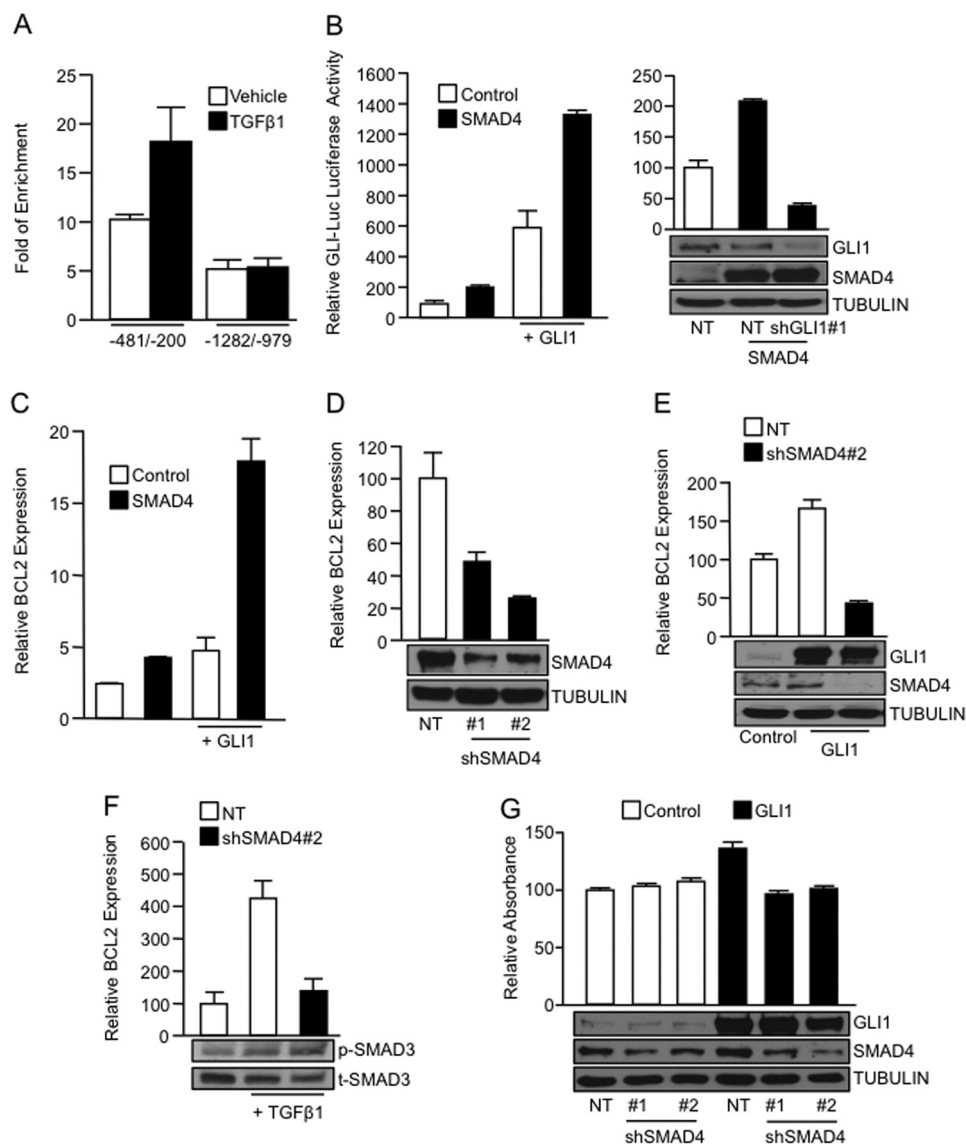 A
Fold of Enrichment
25
20
15
10
5
0
Vehicle
TGFβ1
-481/-200
-1282/-979
B
Relative GLI-Luc Luciferase Activity
1600
1400
1200
1000
800
600
400
200
0
Control
SMAD4
+ GLI1
250
200
150
100
50
0
GLI1
SMAD4
TUBULIN
NT
NT shGLI1#1
SMAD4
C
Relative BCL2 Expression
20
15
10
5
0
Control
SMAD4
+ GLI1
D
Relative BCL2 Expression
120
100
80
60
40
20
0
SMAD4
TUBULIN
NT
#1
#2
shSMAD4
E
NT
shSMAD4#2
Relative BCL2 Expression
200
150
100
50
0
GLI1
SMAD4
TUBULIN
Control
GLI1
F
NT
shSMAD4#2
Relative BCL2 Expression
600
500
400
300
200
100
0
p-SMAD3
t-SMAD3
+ TGFβ1
G
Control
GLI1
Relative Absorbance
150
100
50
0
GLI1
SMAD4
TUBULIN
NT
#1
#2
NT
#1
#2
shSMAD4
shSMAD4